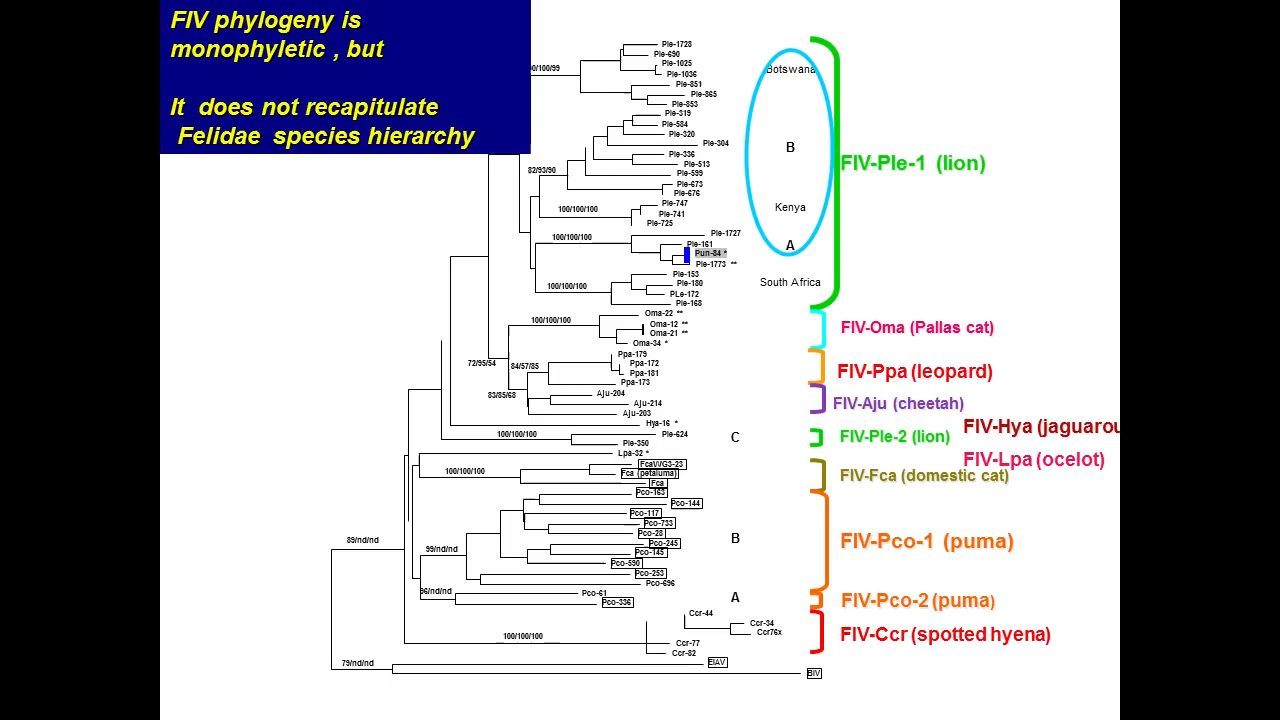 FIV phylogeny is
monophyletic , but
It does not recapitulate
Felidae species hierarchy
Ple-1728
Ple-690
Ple-1025
Ple-1036
Ple-851
Ple-865
Ple-853
Ple-319
Ple-584
Ple-320
Ple-304
Ple-336
Ple-513
Ple-599
Ple-673
Ple-676
Ple-747
Ple-741
Ple-725
Ple-1727
Ple-161
Pun-84 *
Ple-1773 **
Ple-153
Ple-180
PLe-172
Ple-168
Oma-22 **
Oma-12 **
Oma-21 **
Oma-34 *
Ppa-179
Ppa-172
Ppa-181
Ppa-173
Aju-204
Aju-214
Aju-203
Hya-16 *
Ple-624
Ple-350
Lpa-32 *
FcaWG3-23
Fca (petaluma)
Fca
Pco-163
Pco-144
Pco-117
Pco-733
Pco-28
Pco-245
Pco-145
Pco-590
Pco-253
Pco-696
Pco-61
Pco-336
Ccr-44
Ccr-34
Ccr76x
Ccr-77
Ccr-82
EIAV
BIV
0/100/99
82/93/90
100/100/100
100/100/100
100/100/100
100/100/100
72/95/54
84/57/85
83/85/68
100/100/100
100/100/100
89/nd/nd
99/nd/nd
96/nd/nd
100/100/100
79/nd/nd
Botswana
B
Kenya
A
South Africa
C
B
A
FIV-Ple-1 (lion)
FIV-Oma (Pallas cat)
FIV-Ppa (leopard)
FIV-Aju (cheetah)
FIV-Hya (jaguarou
FIV-Ple-2 (lion)
FIV-Lpa (ocelot)
FIV-Fca (domestic cat)
FIV-Pco-1 (puma)
FIV-Pco-2 (puma)
FIV-Ccr (spotted hyena)